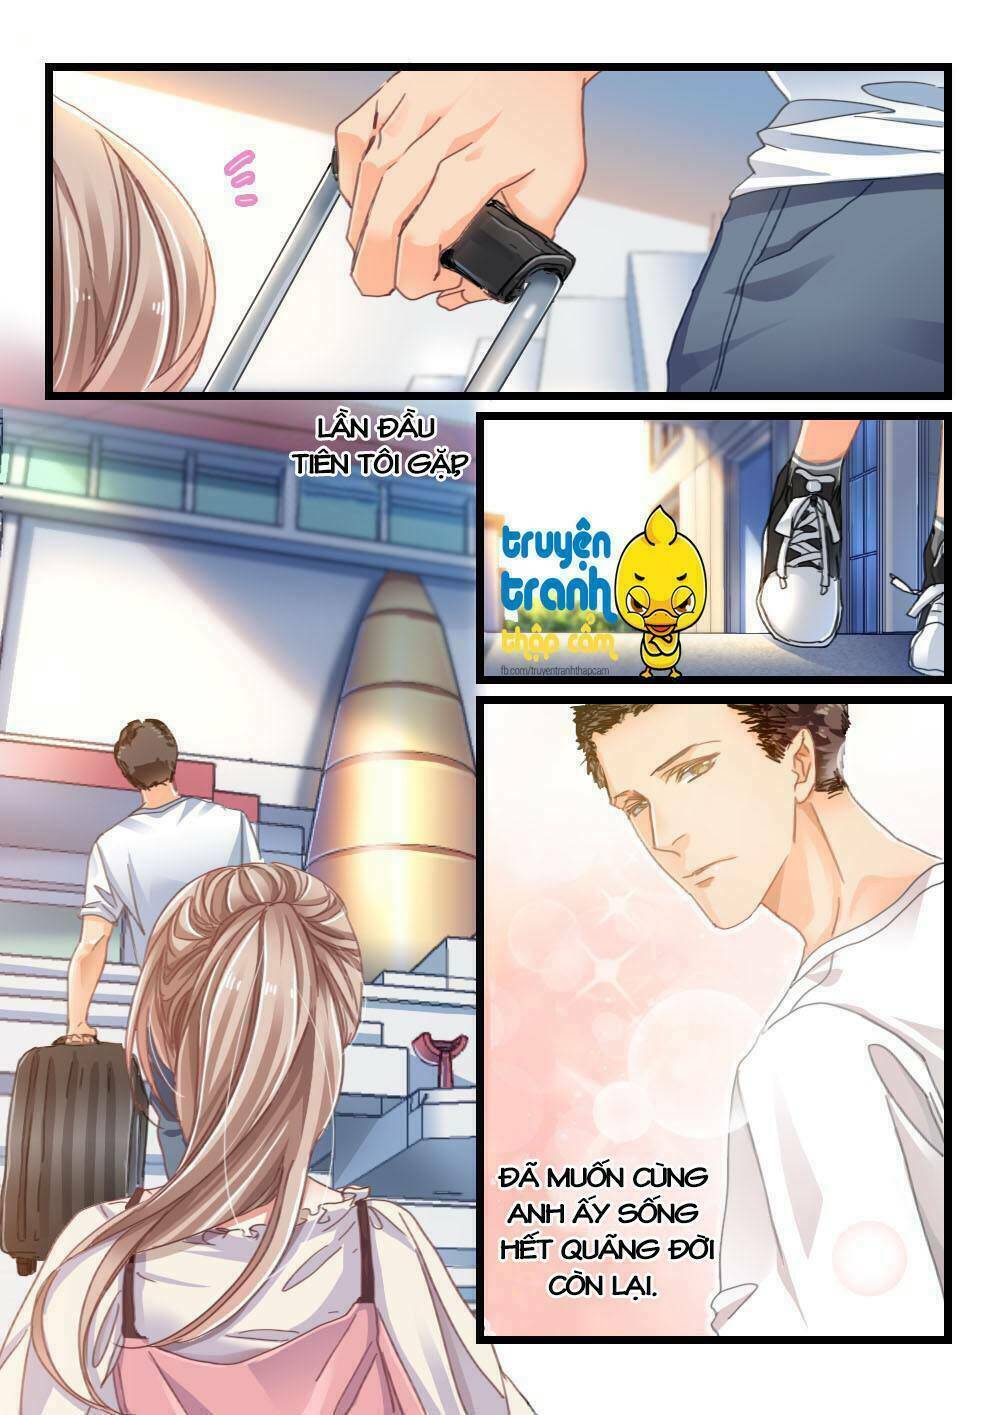 LẦN ĐẦU
TIÊN TÔI GẶP,
truyện
tranh
thập cẩm
fb.com/truyentranhthapcam
ĐÃ MUỐN CÙNG
ANH ẤY SỐNG
HẾT QUÃNG ĐỜI
CÒN LẠI.